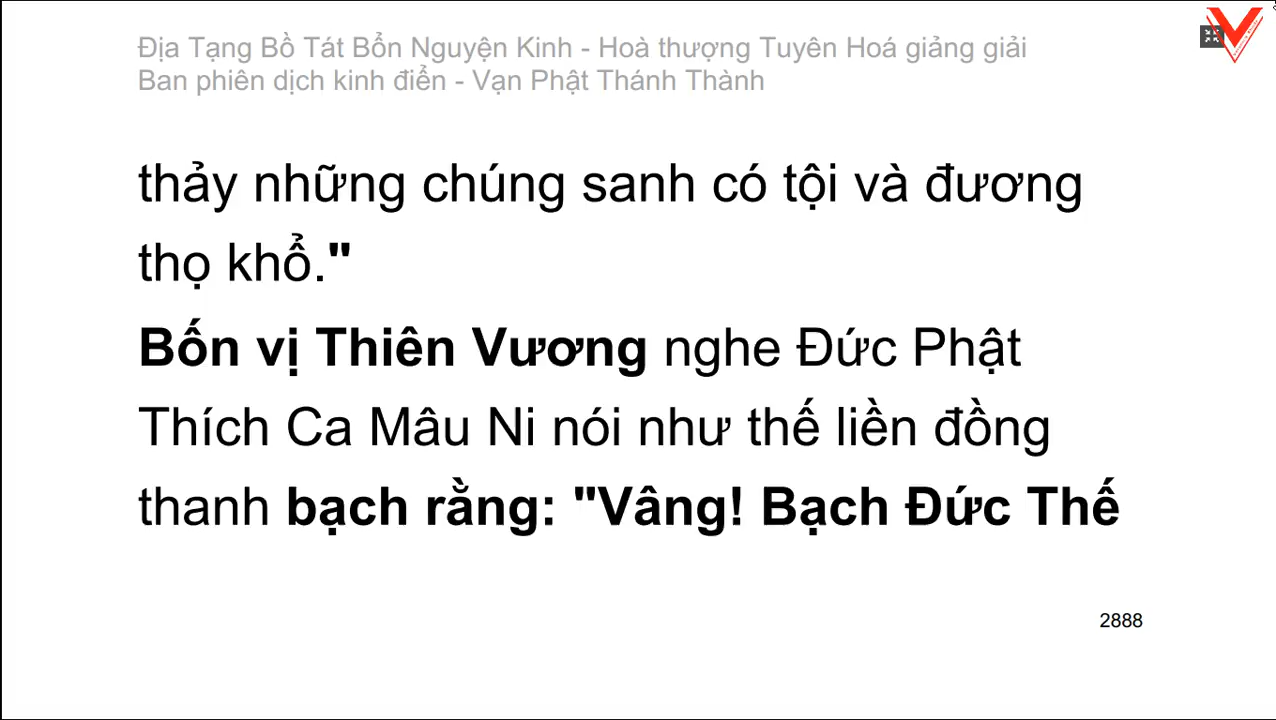 Địa Tạng Bồ Tát Bổn Nguyện Kinh - Hoà thượng Tuyên Hoá giảng giải
Ban phiên dịch kinh điển - Vạn Phật Thánh Thành
thảy những chúng sanh có tội và đương
thọ khổ."
Bốn vị Thiên Vương nghe Đức Phật
Thích Ca Mâu Ni nói như thế liền đồng
thanh bạch rằng: "Vâng! Bạch Đức Thế
2888